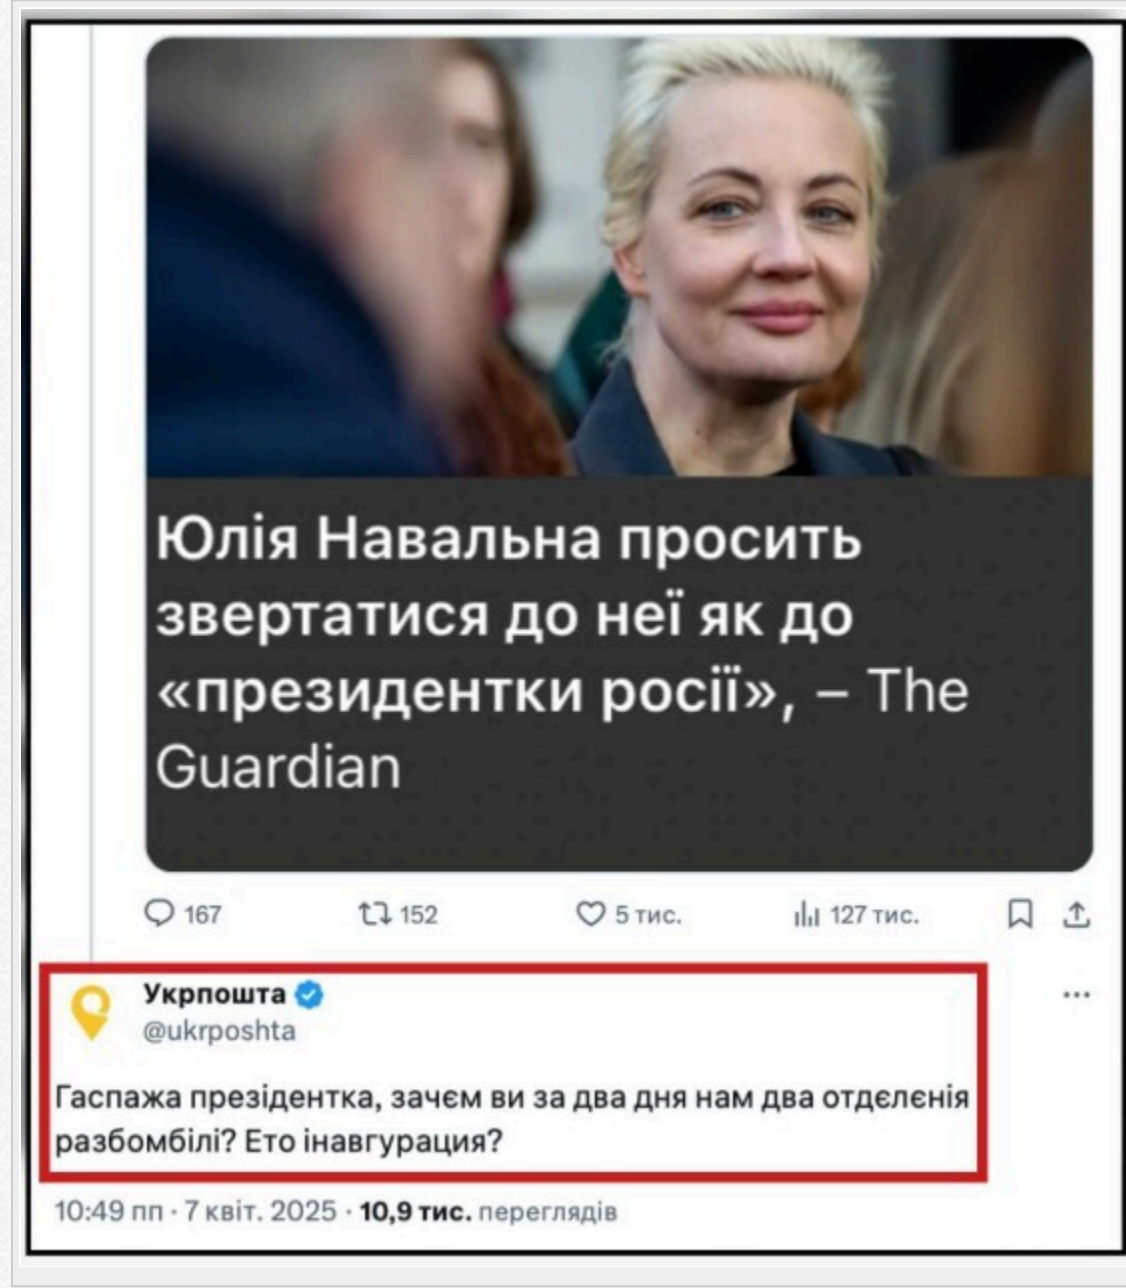 Юлія Навальна просить
звертатися до неї як до
«президентки росії», – The
Guardian
167 152 5 тис. 127 тис.
Укрпошта
@ukrposhta
Гаспажа презідентка, зачєм ви за два дня нам два отдєлєнія
разбомбілі? Ето інавгурация?
10:49 пп · 7 квіт. 2025 · 10,9 тис. переглядів